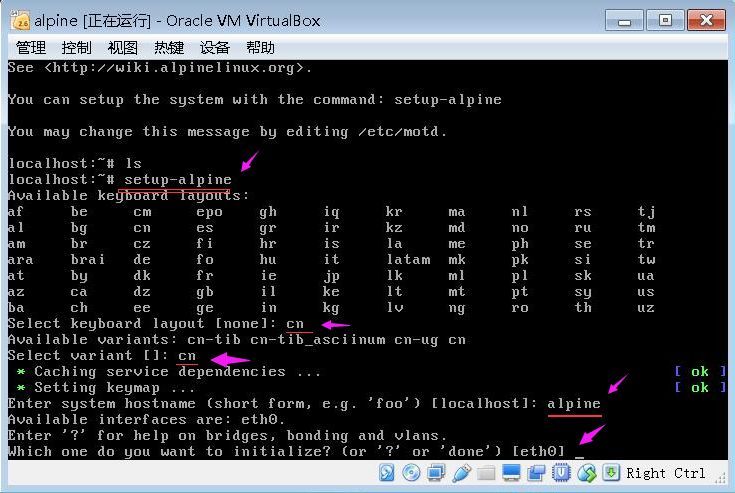 alpine [正在运行] - Oracle VM VirtualBox
管理 控制 视图 热键 设备 帮助
See <http://wiki.alpinelinux.org>.
You can setup the system with the command: setup-alpine
You may change this message by editing /etc/motd.
localhost:~# ls
localhost:~# setup-alpine
Available keyboard layouts:
af be cm epo gh iq kr ma nl rs tj
al bg cn es gr ir kz md no ru tm
am br cz fi hr is la me ph se tr
ara brai de fo hu it latam mk pk si tw
at by dk fr ie jp lk ml pl sk ua
az ca dz gb il ke lt mt pt sy us
ba ch ee ge in kg lv ng ro th uz
Select keyboard layout [none]: cn
Available variants: cn-tib cn-tib_asciinum cn-ug cn
Select variant []: cn
* Caching service dependencies ... [ ok ]
* Setting keymap ... [ ok ]
Enter system hostname (short form, e.g. 'foo') [localhost]: alpine
Available interfaces are: eth0.
Enter '?' for help on bridges, bonding and vlans.
Which one do you want to initialize? (or '?' or 'done') [eth0] _
Right Ctrl